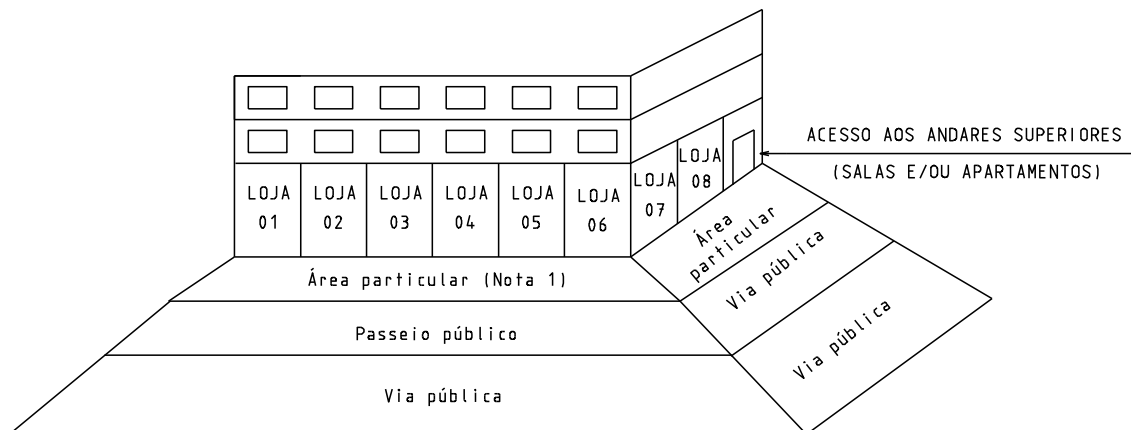 ACESSO AOS ANDARES SUPERIORES
(SALAS E/OU APARTAMENTOS)
LOJA
01
LOJA
02
LOJA
03
LOJA
04
LOJA
05
LOJA
06
LOJA
07
LOJA
08
Área particular (Nota 1)
Passeio público
Via pública
Área
particular
Via pública
Via pública